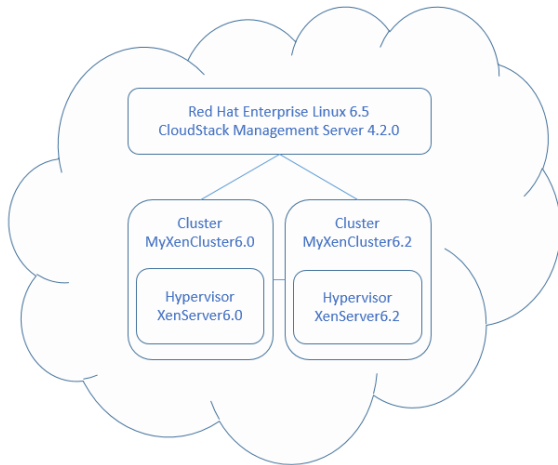 Red Hat Enterprise Linux 6.5
CloudStack Management Server 4.2.0
Cluster
MyXenCluster6.0
Hypervisor
XenServer6.0
Cluster
MyXenCluster6.2
Hypervisor
XenServer6.2